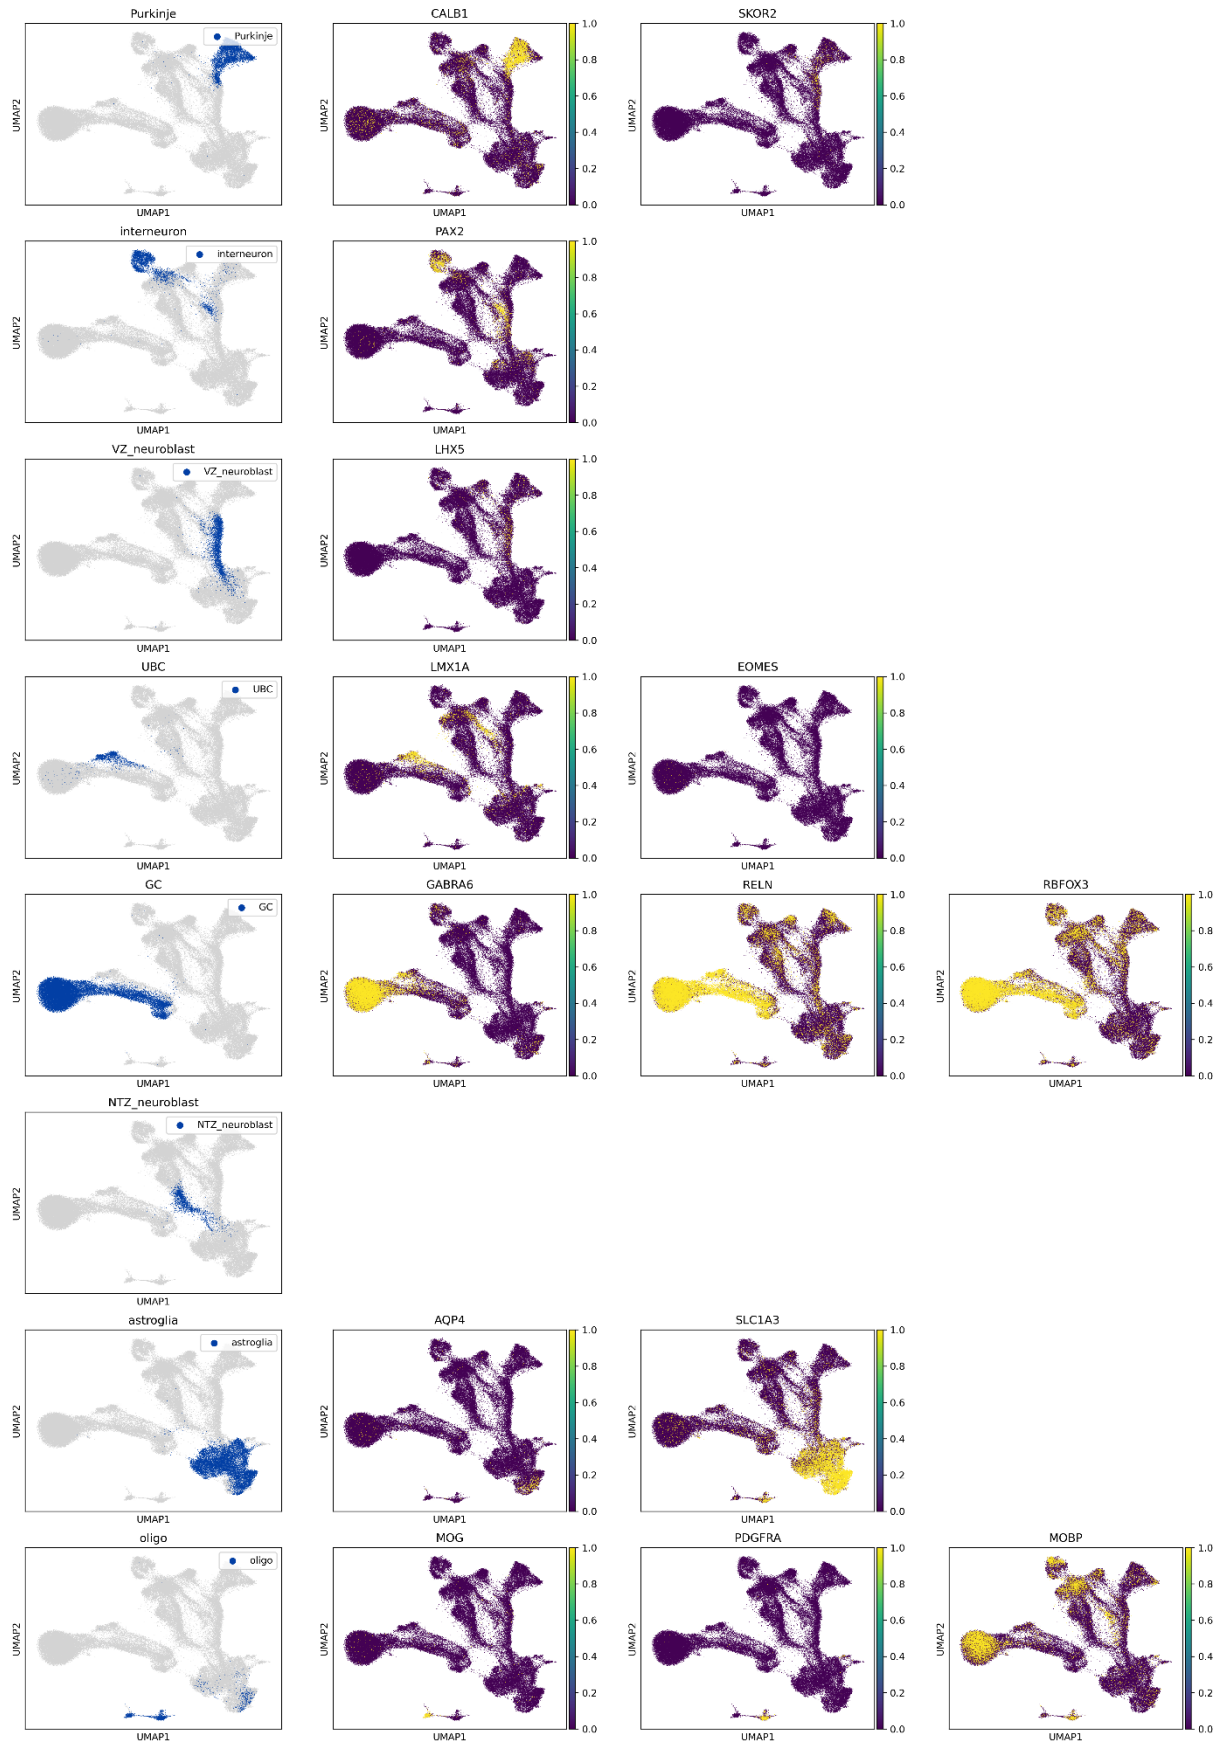 Purkinje
CALB1
SKOR2
Purkinje
1.0
0.8
0.6
0.4
0.2
0.0
1.0
0.8
0.6
0.4
0.2
0.0
UMAP2
UMAP2
UMAP2
UMAP1
UMAP1
UMAP1
interneuron
PAX2
interneuron
1.0
0.8
0.6
0.4
0.2
0.0
UMAP2
UMAP2
UMAP1
UMAP1
VZ_neuroblast
LHX5
VZ_neuroblast
1.0
0.8
0.6
0.4
0.2
0.0
UMAP2
UMAP2
UMAP1
UMAP1
UBC
LMX1A
EOMES
UBC
1.0
0.8
0.6
0.4
0.2
0.0
1.0
0.8
0.6
0.4
0.2
0.0
UMAP2
UMAP2
UMAP2
UMAP1
UMAP1
UMAP1
GC
GABRA6
RELN
RBFOX3
GC
1.0
0.8
0.6
0.4
0.2
0.0
1.0
0.8
0.6
0.4
0.2
0.0
1.0
0.8
0.6
0.4
0.2
0.0
UMAP2
UMAP2
UMAP2
UMAP2
UMAP1
UMAP1
UMAP1
UMAP1
NTZ_neuroblast
NTZ_neuroblast
UMAP2
UMAP1
astroglia
AQP4
SLC1A3
astroglia
1.0
0.8
0.6
0.4
0.2
0.0
1.0
0.8
0.6
0.4
0.2
0.0
UMAP2
UMAP2
UMAP2
UMAP1
UMAP1
UMAP1
oligo
MOG
PDGFRA
MOBP
oligo
1.0
0.8
0.6
0.4
0.2
0.0
1.0
0.8
0.6
0.4
0.2
0.0
1.0
0.8
0.6
0.4
0.2
0.0
UMAP2
UMAP2
UMAP2
UMAP2
UMAP1
UMAP1
UMAP1
UMAP1